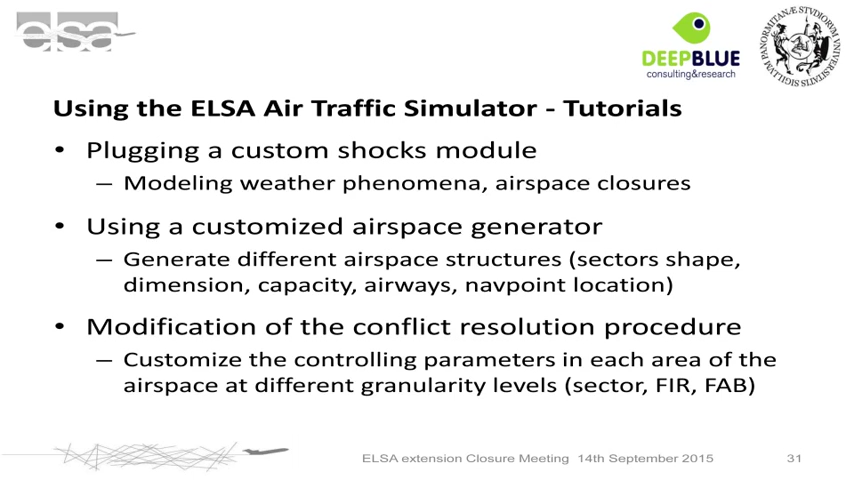 elsa
DEEPBLUE
consulting&research
Using the ELSA Air Traffic Simulator - Tutorials
• Plugging a custom shocks module
– Modeling weather phenomena, airspace closures
• Using a customized airspace generator
– Generate different airspace structures (sectors shape,
dimension, capacity, airways, navpoint location)
• Modification of the conflict resolution procedure
– Customize the controlling parameters in each area of the
airspace at different granularity levels (sector, FIR, FAB)
ELSA extension Closure Meeting 14th September 2015
31